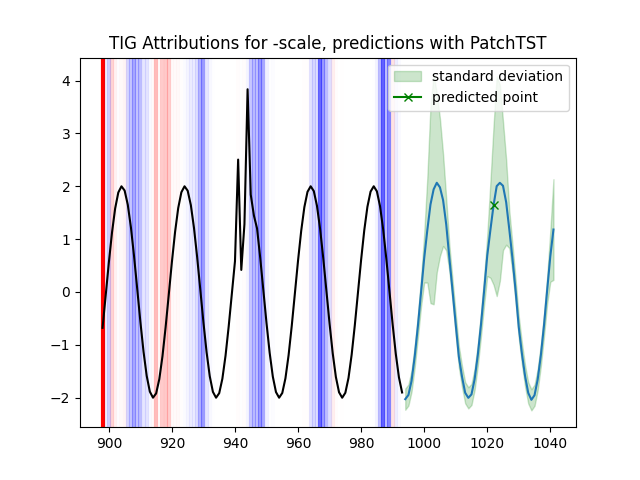 TIG Attributions for -scale, predictions with PatchTST
standard deviation
predicted point
4
3
2
1
0
−1
−2
900 920 940 960 980 1000 1020 1040